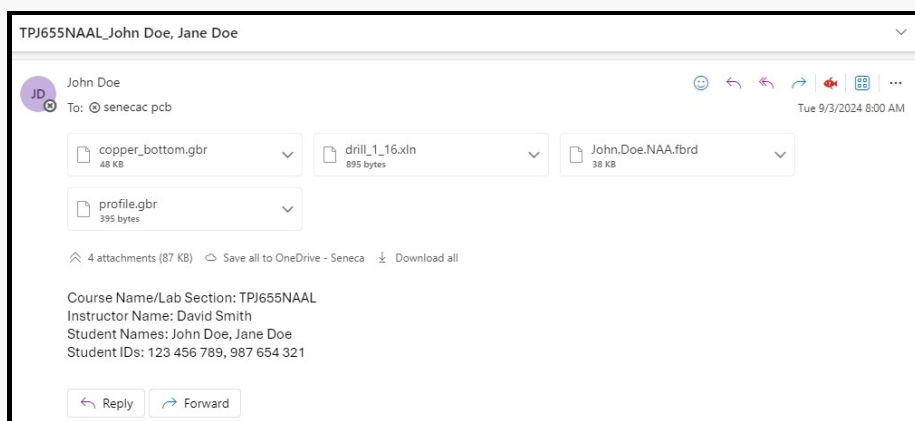 TPJ655NAAL_John Doe, Jane Doe
JD
John Doe
To: senecac pcb
Tue 9/3/2024 8:00 AM
copper_bottom.gbr
48 KB
drill_1_16.xln
895 bytes
John.Doe.NAA.fbrd
38 KB
profile.gbr
395 bytes
4 attachments (87 KB) Save all to OneDrive - Seneca Download all
Course Name/Lab Section: TPJ655NAAL
Instructor Name: David Smith
Student Names: John Doe, Jane Doe
Student IDs: 123 456 789, 987 654 321
Reply Forward